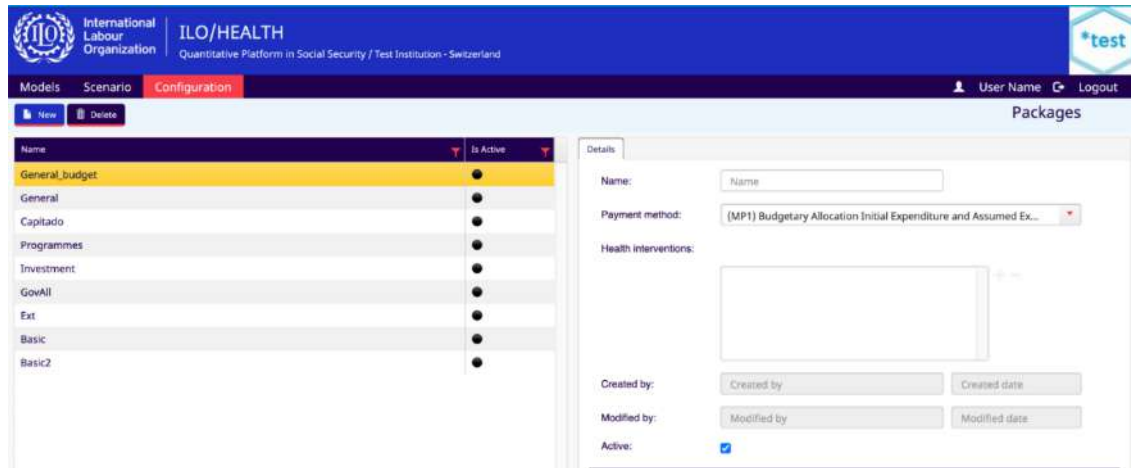 ILO
International
Labour
Organization
ILO/HEALTH
Quantitative Platform in Social Security / Test Institution - Switzerland
*test
Models Scenario Configuration User Name Logout
New Delete Packages
Name Is Active
General_budget
General
Capitado
Programmes
Investment
GovAll
Ext
Basic
Basic2
Details
Name: Name
Payment method: (MP1) Budgetary Allocation Initial Expenditure and Assumed Ex...
Health interventions:
Created by: Created by Created date
Modified by: Modified by Modified date
Active: